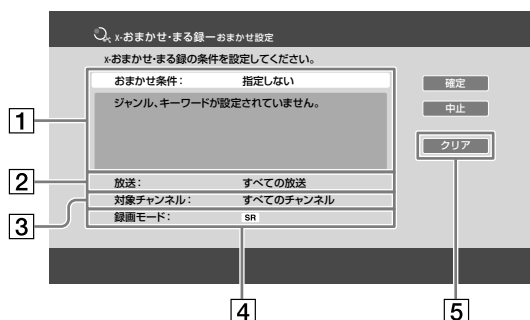 x-おまかせ・まる録ーおまかせ設定
x-おまかせ・まる録の条件を設定してください。
おまかせ条件： 指定しない
ジャンル、キーワードが設定されていません。
放送： すべての放送
対象チャンネル： すべてのチャンネル
録画モード： SR
確定
中止
クリア
1
2
3
4
5